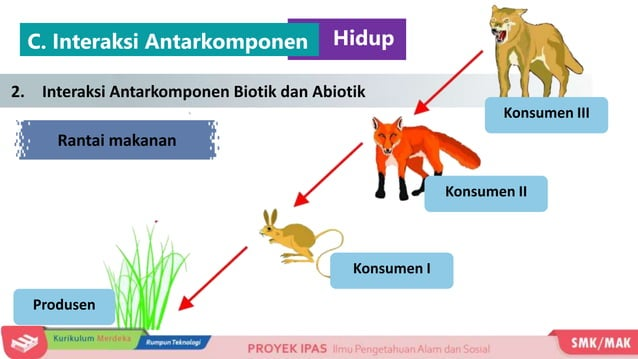 C. Interaksi Antarkomponen Hidup
2. Interaksi Antarkomponen Biotik dan Abiotik
Rantai makanan
Konsumen III
Konsumen II
Konsumen I
Produsen
Kurikulum Merdeka
Rumpun Teknologi
PROYEK IPAS Ilmu Pengetahuan Alam dan Sosial
SMK/MAK